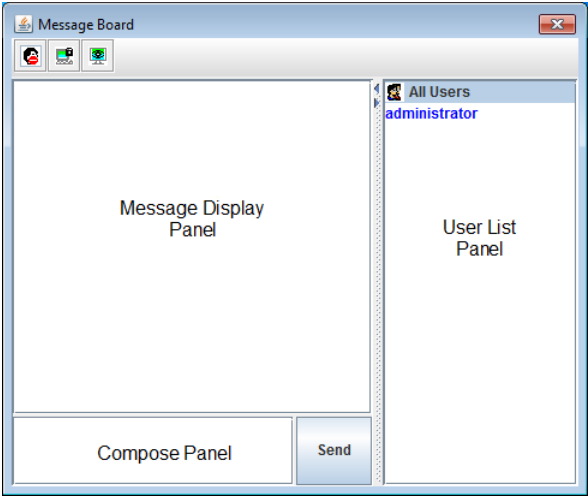 Message Board
All Users
administrator
Message Display
Panel
User List
Panel
Compose Panel
Send